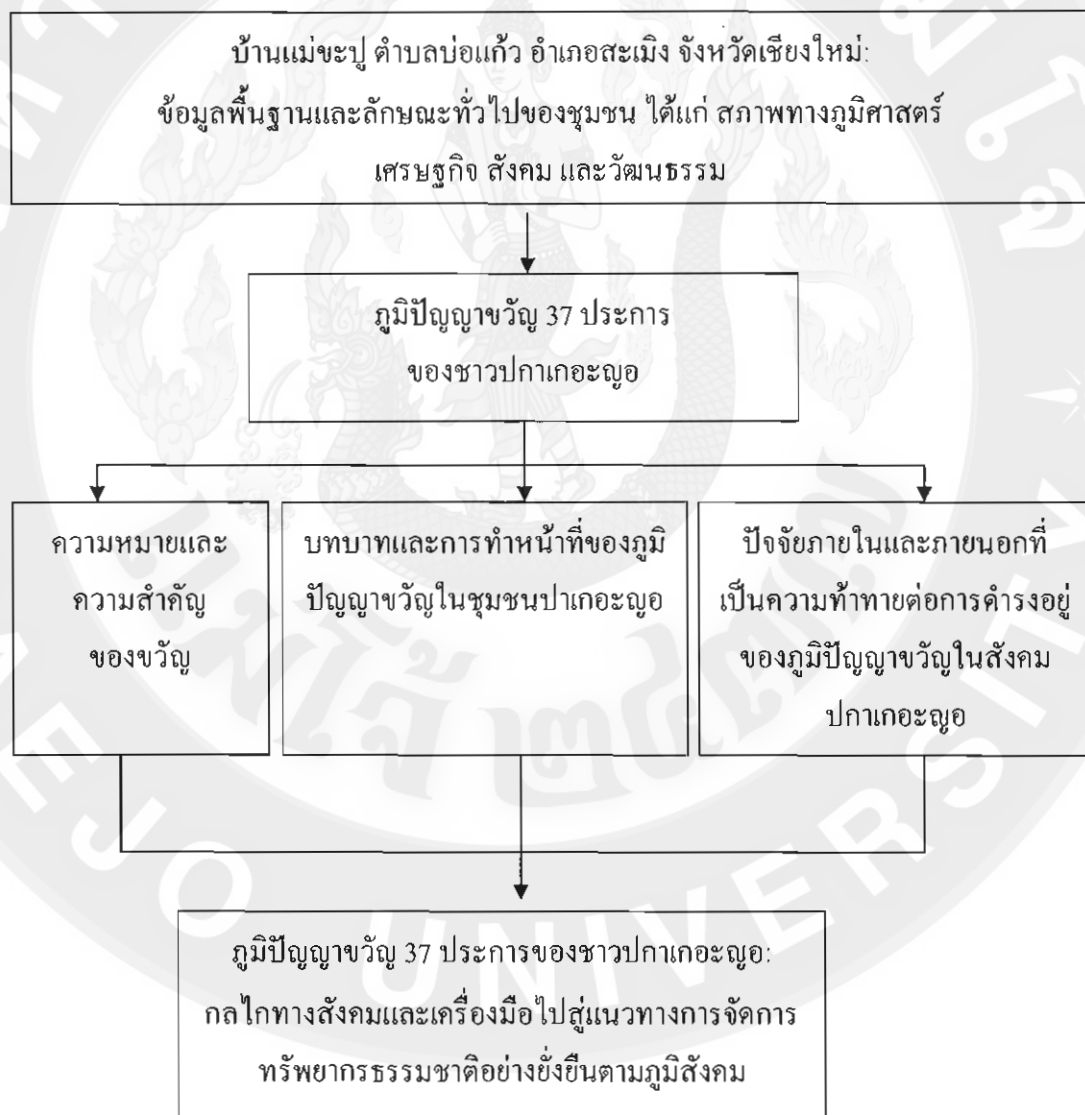 บ้านแม่ขะปู ตำบลบ่อแก้ว อำเภอสะเมิง จังหวัดเชียงใหม่:
ข้อมูลพื้นฐานและลักษณะทั่วไปของชุมชน ได้แก่ สภาพทางภูมิศาสตร์
เศรษฐกิจ สังคม และวัฒนธรรม
ภูมิปัญญาขวัญ 37 ประการ
ของชาวปกาเกอะญอ
ความหมายและ
ความสำคัญ
ของขวัญ
บทบาทและการทำหน้าที่ของภูมิ
ปัญญาขวัญในชุมชนปาเกอะญอ
ปัจจัยภายในและภายนอกที่
เป็นความท้าทายต่อการดำรงอยู่
ของภูมิปัญญาขวัญในสังคม
ปกาเกอะญอ
ภูมิปัญญาขวัญ 37 ประการของชาวปกาเกอะญอ:
กลไกทางสังคมและเครื่องมือไปสู่แนวทางการจัดการ
ทรัพยากรธรรมชาติอย่างยั่งยืนตามภูมิสังคม
แม่โจ้ ๒๔๗๗
EJO UNIVERSITY